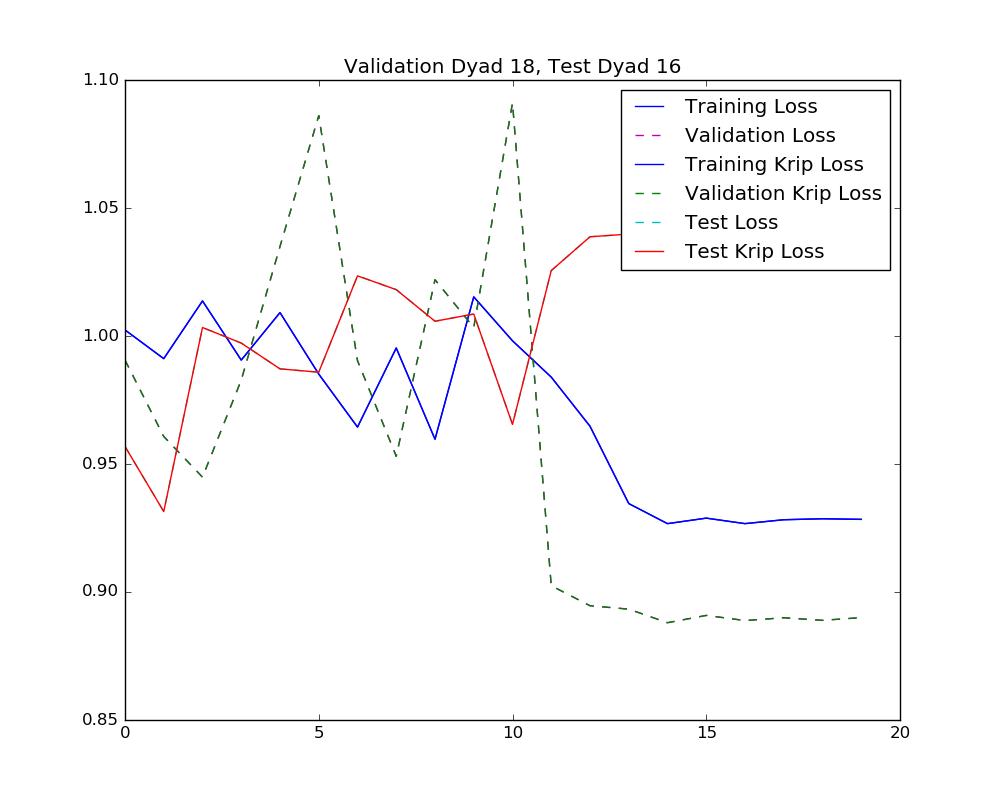 Validation Dyad 18, Test Dyad 16
1.10
1.05
1.00
0.95
0.90
0.85
0
5
10
15
20
Training Loss
Validation Loss
Training Krip Loss
Validation Krip Loss
Test Loss
Test Krip Loss